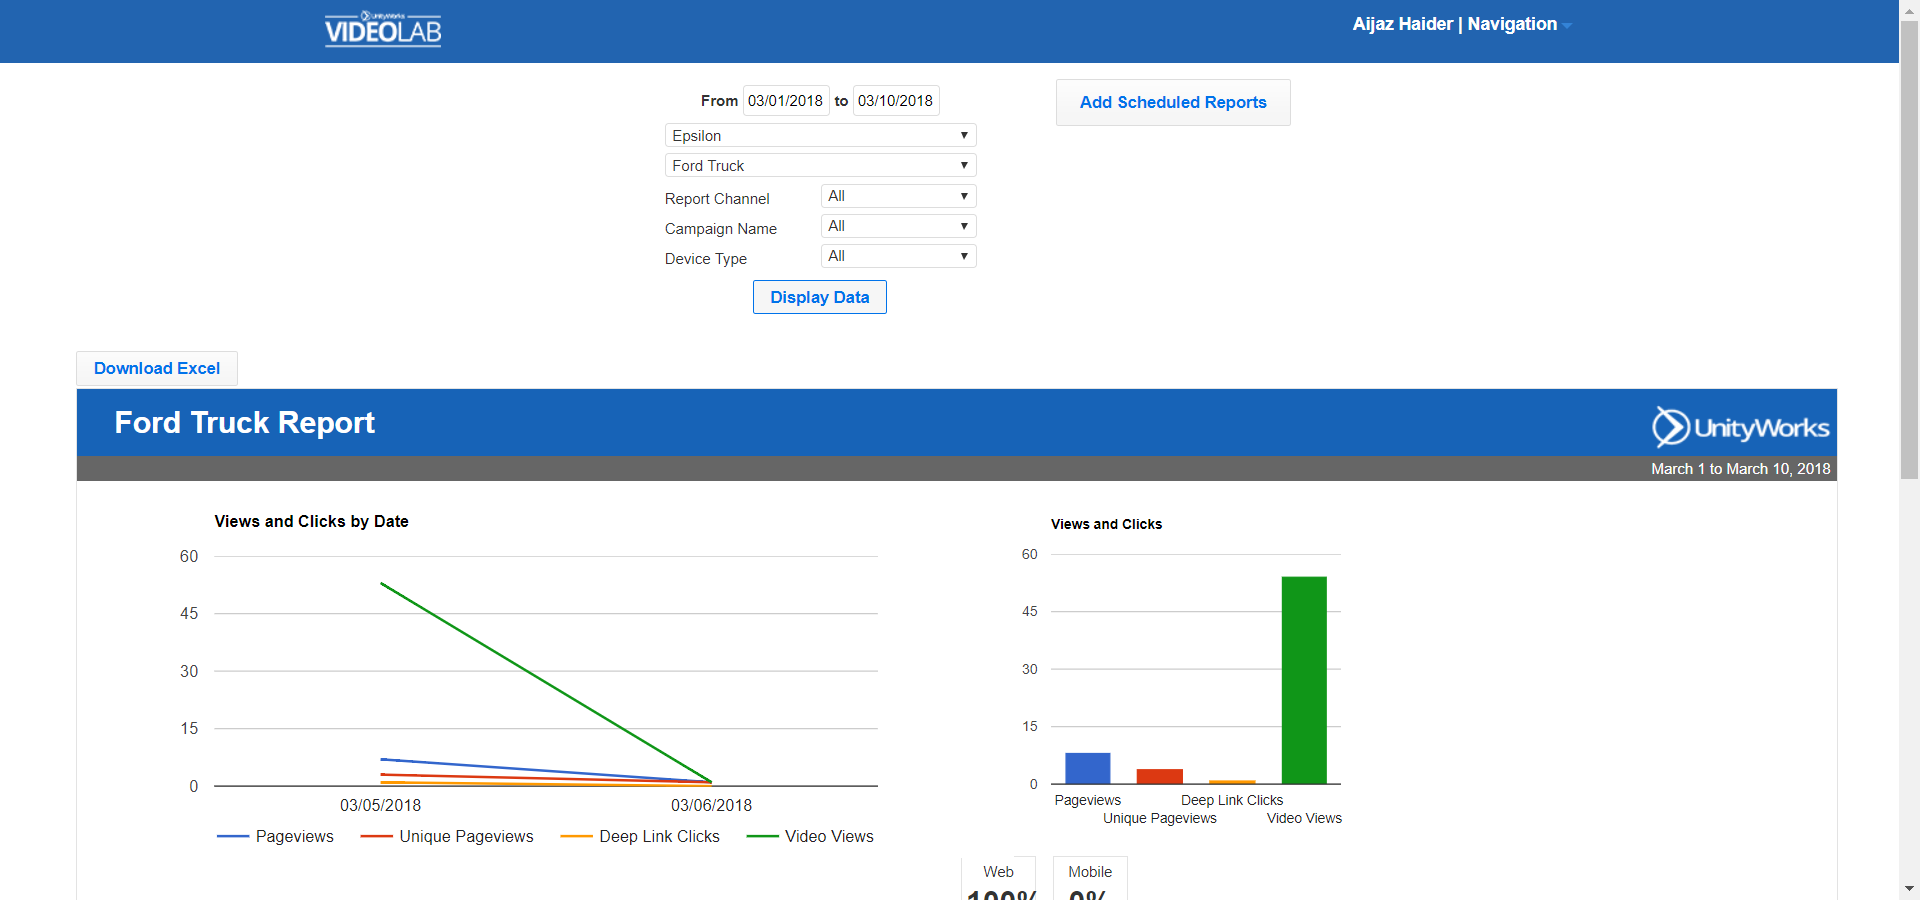 UnityWorks
VIDEOLAB
Aijaz Haider | Navigation
From 03/01/2018 to 03/10/2018
Add Scheduled Reports
Epsilon
Ford Truck
Report Channel All
Campaign Name All
Device Type All
Display Data
Download Excel
Ford Truck Report
UnityWorks
March 1 to March 10, 2018
Views and Clicks by Date
60
45
30
15
0
03/05/2018 03/06/2018
Pageviews Unique Pageviews Deep Link Clicks Video Views
Views and Clicks
60
45
30
15
0
Pageviews Deep Link Clicks
Unique Pageviews Video Views
Web Mobile
100% 0%